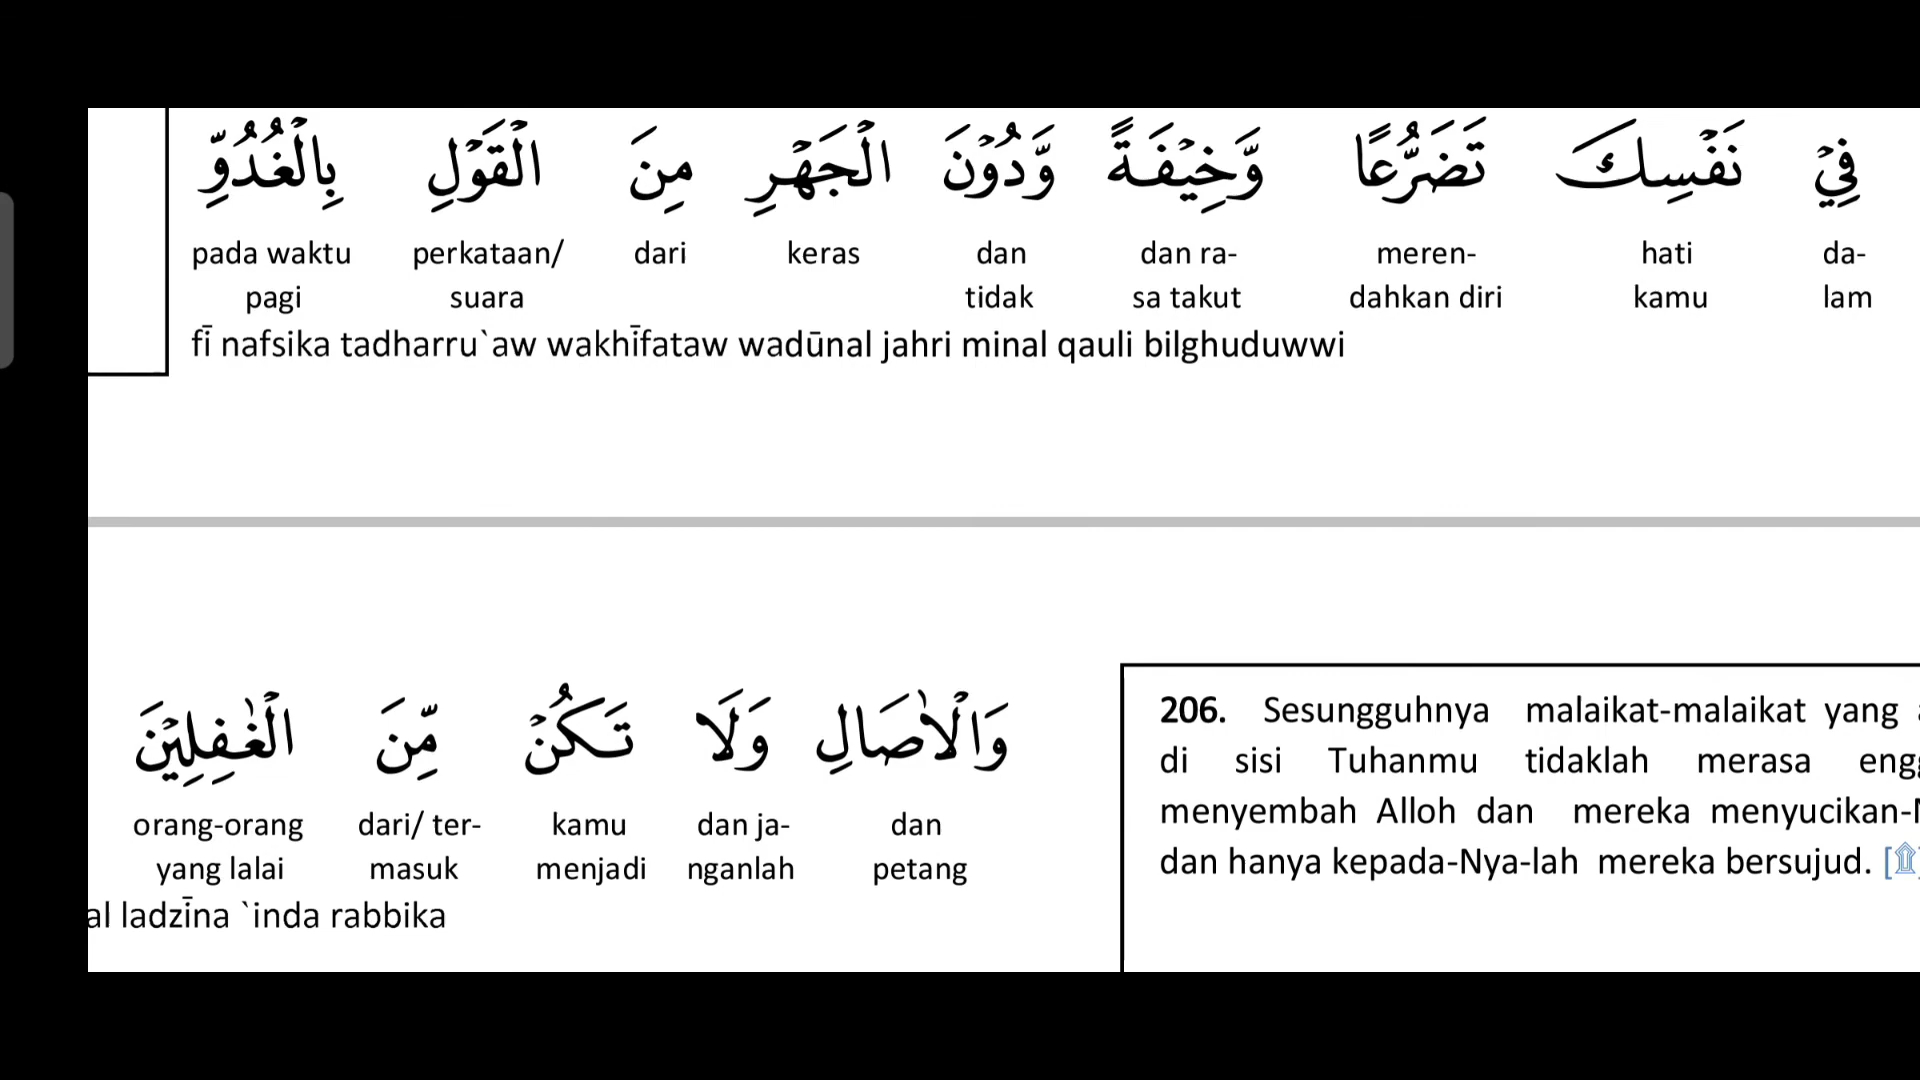 فِيْ نَفْسِكَ تَضَرُّعًا وَّخِيْفَةً وَّدُوْنَ الْجَهْرِ مِنَ الْقَوْلِ بِالْغُدُوِّ
da- hati meren- dan ra- dan keras dari perkataan/ pada waktu
lam kamu dahkan diri sa takut tidak suara pagi
fī nafsika tadharru`aw wakhīfataw wadūnal jahri minal qauli bilghuduwwi
وَالْاٰصَالِ وَلَا تَكُنْ مِّنَ الْغٰفِلِيْنَ
dan dan ja- kamu dari/ ter- orang-orang
petang nganlah menjadi masuk yang lalai
al ladzīna `inda rabbika
206. Sesungguhnya malaikat-malaikat yang
di sisi Tuhanmu tidaklah merasa
menyembah Alloh dan mereka menyucikan-
dan hanya kepada-Nya-lah mereka bersujud. [۩]